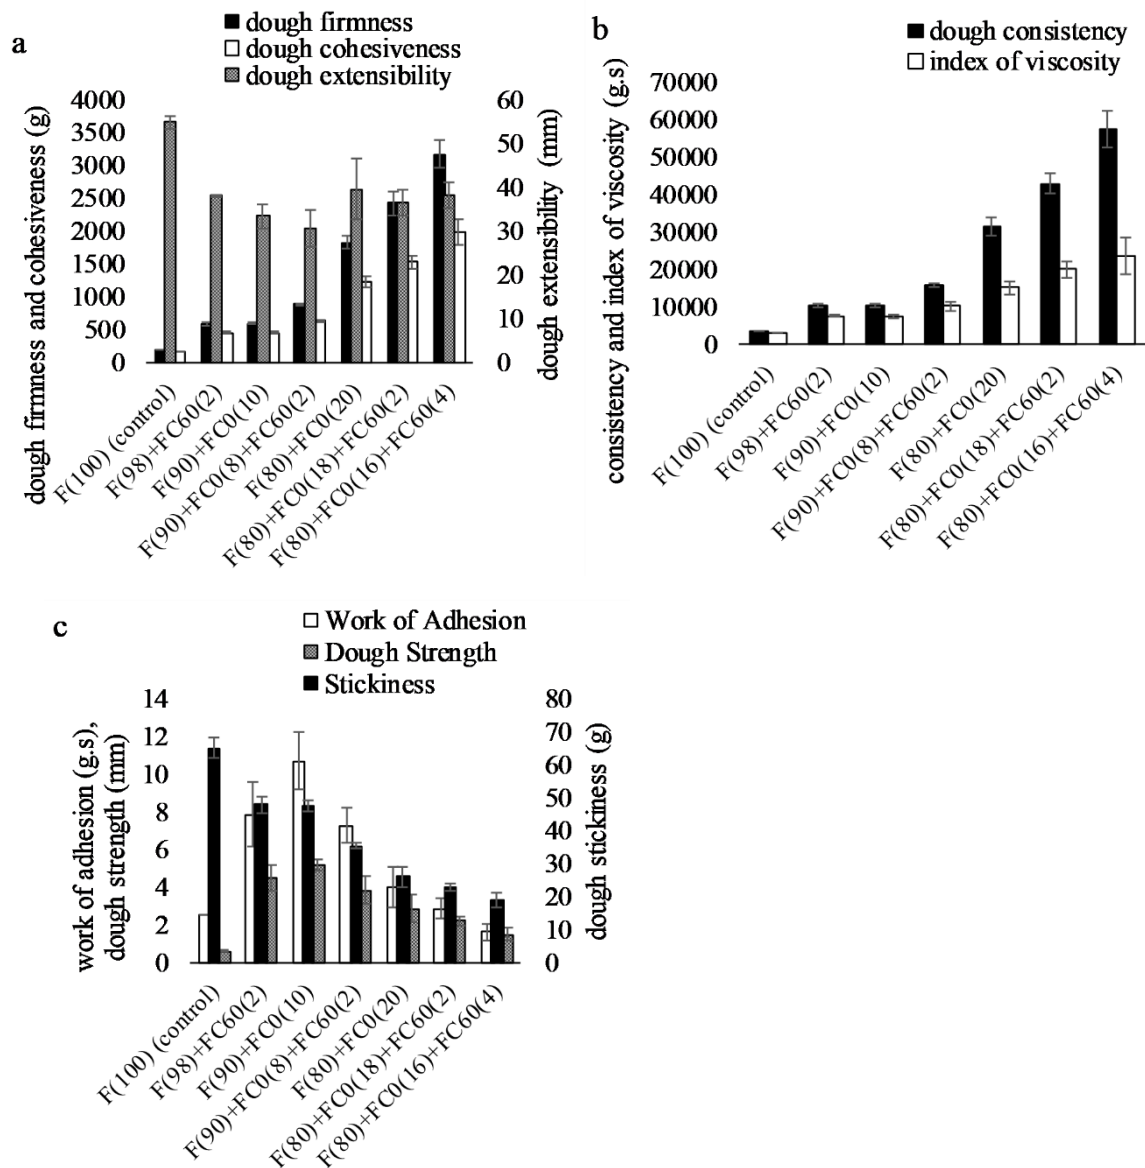 a
dough firmness
dough cohesiveness
dough extensibility
dough firmness and cohesiveness (g)
4000
3500
3000
2500
2000
1500
1000
500
0
60
50
40
30
20
10
0
dough extensibility (mm)
F(100) (control)
F(98)+FC60(2)
F(90)+FC0(10)
F(90)+FC0(8)+FC60(2)
F(80)+FC0(20)
F(80)+FC0(18)+FC60(2)
F(80)+FC0(16)+FC60(4)
b
dough consistency
index of viscosity
consistency and index of viscosity (g.s)
70000
60000
50000
40000
30000
20000
10000
0
F(100) (control)
F(98)+FC60(2)
F(90)+FC0(10)
F(90)+FC0(8)+FC60(2)
F(80)+FC0(20)
F(80)+FC0(18)+FC60(2)
F(80)+FC0(16)+FC60(4)
c
Work of Adhesion
Dough Strength
Stickiness
work of adhesion (g.s),
dough strength (mm)
14
12
10
8
6
4
2
0
80
70
60
50
40
30
20
10
0
dough stickiness (g)
F(100) (control)
F(98)+FC60(2)
F(90)+FC0(10)
F(90)+FC0(8)+FC60(2)
F(80)+FC0(20)
F(80)+FC0(18)+FC60(2)
F(80)+FC0(16)+FC60(4)